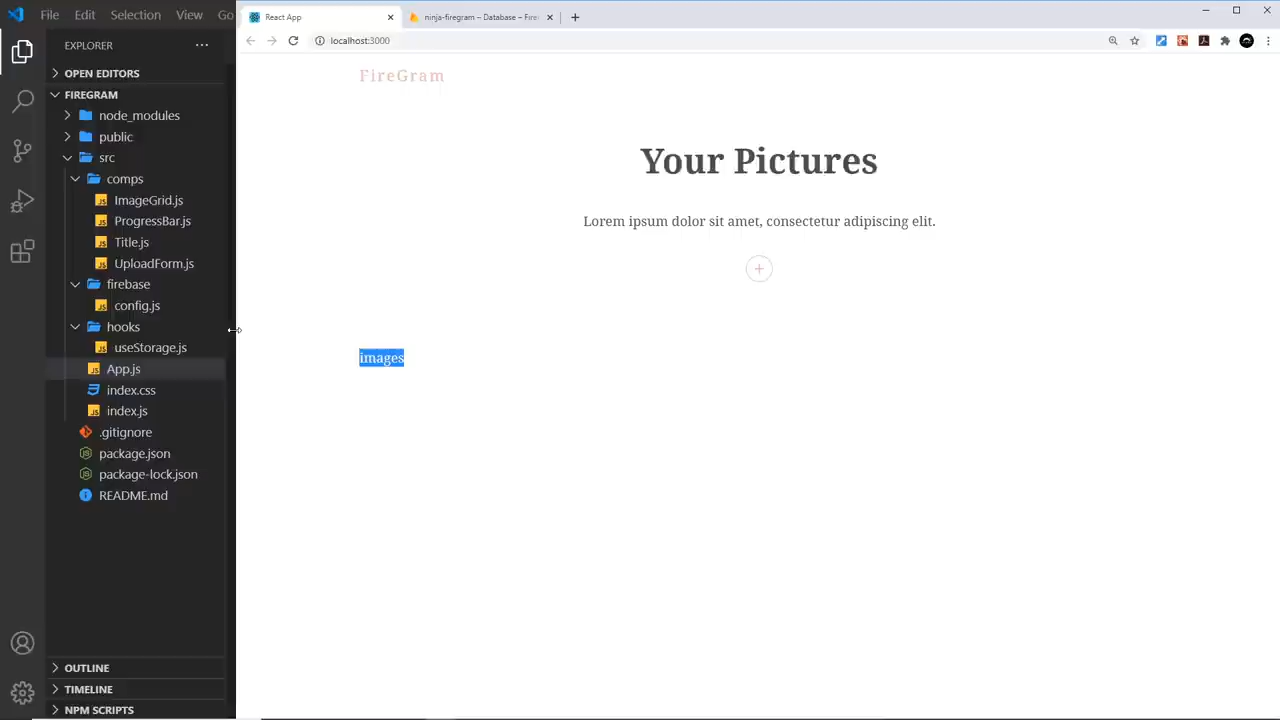 File Edit Selection View Go
EXPLORER
OPEN EDITORS
FIREGRAM
node_modules
public
src
comps
ImageGrid.js
ProgressBar.js
Title.js
UploadForm.js
firebase
config.js
hooks
useStorage.js
App.js
index.css
index.js
.gitignore
package.json
package-lock.json
README.md
OUTLINE
TIMELINE
NPM SCRIPTS
React App
ninja-firegram – Database – Fire
localhost:3000
FireGram
Your Pictures
Lorem ipsum dolor sit amet, consectetur adipiscing elit.
+
images